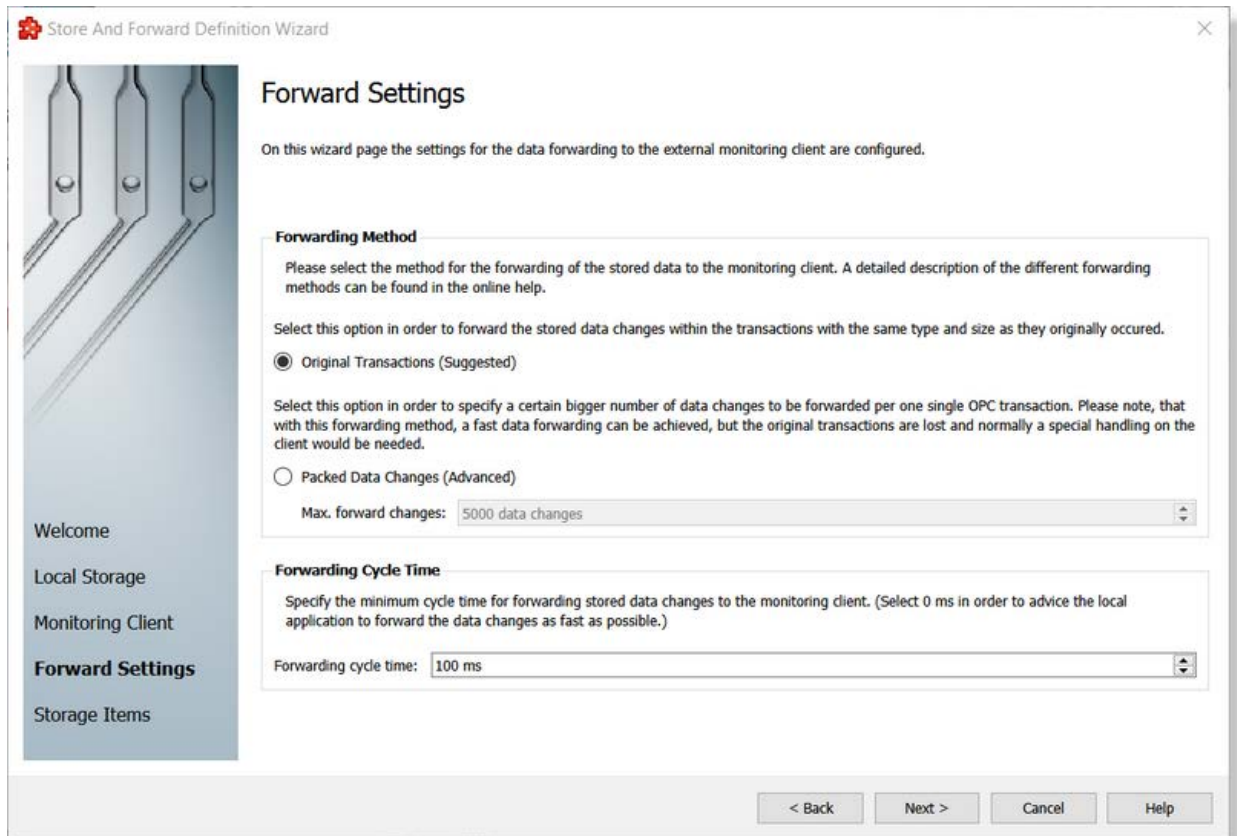 Store And Forward Definition Wizard
Forward Settings
On this wizard page the settings for the data forwarding to the external monitoring client are configured.
Forwarding Method
Please select the method for the forwarding of the stored data to the monitoring client. A detailed description of the different forwarding
methods can be found in the online help.
Select this option in order to forward the stored data changes within the transactions with the same type and size as they originally occured.
Original Transactions (Suggested)
Select this option in order to specify a certain bigger number of data changes to be forwarded per one single OPC transaction. Please note, that
with this forwarding method, a fast data forwarding can be achieved, but the original transactions are lost and normally a special handling on the
client would be needed.
Packed Data Changes (Advanced)
Max. forward changes: 5000 data changes
Forwarding Cycle Time
Specify the minimum cycle time for forwarding stored data changes to the monitoring client. (Select 0 ms in order to advice the local
application to forward the data changes as fast as possible.)
Forwarding cycle time: 100 ms
Welcome
Local Storage
Monitoring Client
Forward Settings
Storage Items
< Back Next > Cancel Help